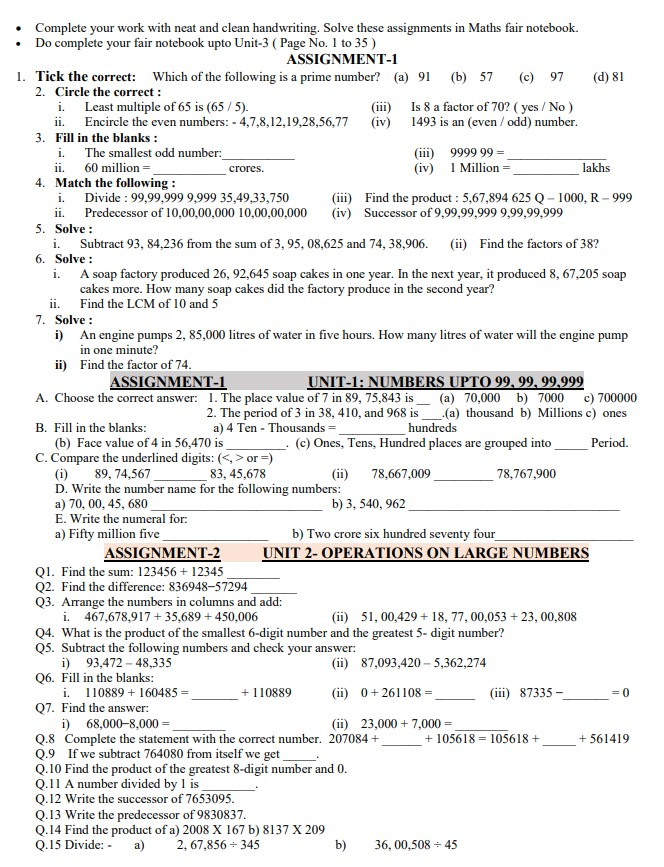 • Complete your work with neat and clean handwriting. Solve these assignments in Maths fair notebook.
• Do complete your fair notebook upto Unit-3 ( Page No. 1 to 35 )
ASSIGNMENT-1
1. Tick the correct: Which of the following is a prime number? (a) 91 (b) 57 (c) 97 (d) 81
2. Circle the correct :
i. Least multiple of 65 is (65 / 5). (iii) Is 8 a factor of 70? ( yes / No )
ii. Encircle the even numbers: - 4,7,8,12,19,28,56,77 (iv) 1493 is an (even / odd) number.
3. Fill in the blanks :
i. The smallest odd number:__________ (iii) 9999 99 = ______________
ii. 60 million = __________ crores. (iv) 1 Million = __________ lakhs
4. Match the following :
i. Divide : 99,99,999 9,999 35,49,33,750 (iii) Find the product : 5,67,894 625 Q – 1000, R – 999
ii. Predecessor of 10,00,00,000 10,00,00,000 (iv) Successor of 9,99,99,999 9,99,99,999
5. Solve :
i. Subtract 93, 84,236 from the sum of 3, 95, 08,625 and 74, 38,906. (ii) Find the factors of 38?
6. Solve :
i. A soap factory produced 26, 92,645 soap cakes in one year. In the next year, it produced 8, 67,205 soap
cakes more. How many soap cakes did the factory produce in the second year?
ii. Find the LCM of 10 and 5
7. Solve :
i) An engine pumps 2, 85,000 litres of water in five hours. How many litres of water will the engine pump
in one minute?
ii) Find the factor of 74.
ASSIGNMENT-1 UNIT-1: NUMBERS UPTO 99, 99, 99,999
A. Choose the correct answer: 1. The place value of 7 in 89, 75,843 is __ (a) 70,000 b) 7000 c) 700000
2. The period of 3 in 38, 410, and 968 is __.(a) thousand b) Millions c) ones
B. Fill in the blanks: a) 4 Ten - Thousands = __________ hundreds
(b) Face value of 4 in 56,470 is ________. (c) Ones, Tens, Hundred places are grouped into _____ Period.
C. Compare the underlined digits: (<, > or =)
(i) 89, 74,567 ________ 83, 45,678 (ii) 78,667,009 ________ 78,767,900
D. Write the number name for the following numbers:
a) 70, 00, 45, 680 ____________________ b) 3, 540, 962 ____________________
E. Write the numeral for:
a) Fifty million five ______________ b) Two crore six hundred seventy four____________________
ASSIGNMENT-2 UNIT 2- OPERATIONS ON LARGE NUMBERS
Q1. Find the sum: 123456 + 12345 _______
Q2. Find the difference: 836948–57294 ______
Q3. Arrange the numbers in columns and add:
i. 467,678,917 + 35,689 + 450,006 (ii) 51, 00,429 + 18, 77, 00,053 + 23, 00,808
Q4. What is the product of the smallest 6-digit number and the greatest 5- digit number?
Q5. Subtract the following numbers and check your answer:
i) 93,472 – 48,335 (ii) 87,093,420 – 5,362,274
Q6. Fill in the blanks:
i. 110889 + 160485 = ______ + 110889 (ii) 0 + 261108 = _____ (iii) 87335 –______ = 0
Q7. Find the answer:
i) 68,000–8,000 = ____________ (ii) 23,000 + 7,000 = ______________
Q.8 Complete the statement with the correct number. 207084 + _____ + 105618 = 105618 + ____ + 561419
Q.9 If we subtract 764080 from itself we get ____.
Q.10 Find the product of the greatest 8-digit number and 0.
Q.11 A number divided by 1 is _______.
Q.12 Write the successor of 7653095.
Q.13 Write the predecessor of 9830837.
Q.14 Find the product of a) 2008 X 167 b) 8137 X 209
Q.15 Divide: - a) 2, 67,856 ÷ 345 b) 36, 00,508 ÷ 45